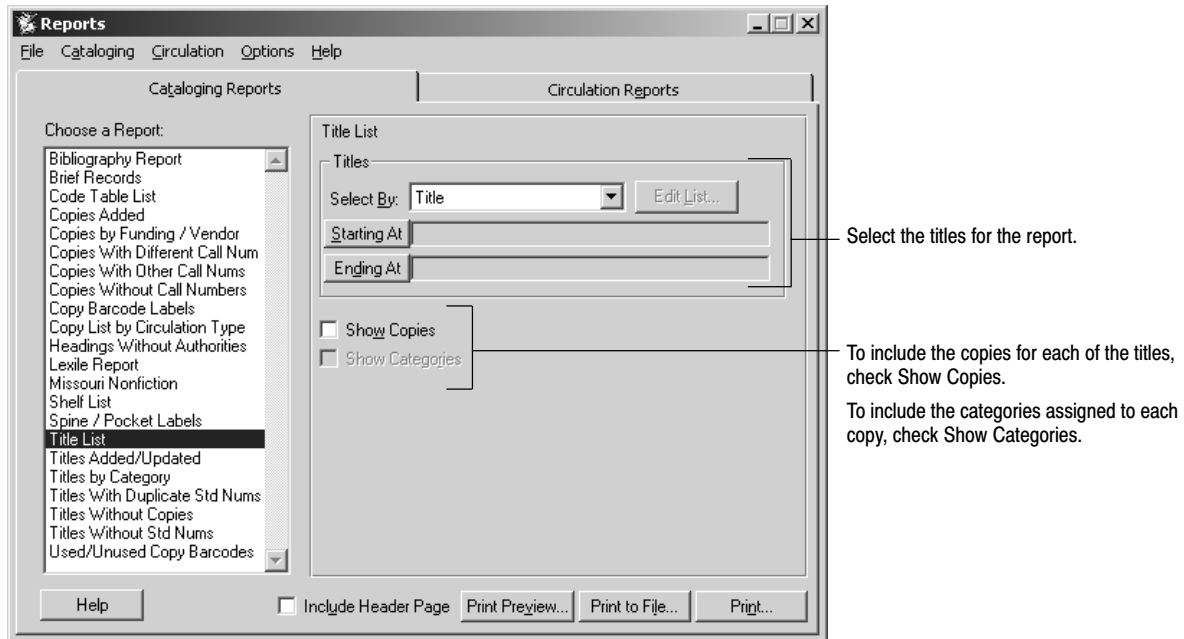 Reports
File Cataloging Circulation Options Help
Cataloging Reports
Circulation Reports
Choose a Report:
Bibliography Report
Brief Records
Code Table List
Copies Added
Copies by Funding / Vendor
Copies With Different Call Num
Copies With Other Call Nums
Copies Without Call Numbers
Copy Barcode Labels
Copy List by Circulation Type
Headings Without Authorities
Lexile Report
Missouri Nonfiction
Shelf List
Spine / Pocket Labels
Title List
Titles Added/Updated
Titles by Category
Titles With Duplicate Std Nums
Titles Without Copies
Titles Without Std Nums
Used/Unused Copy Barcodes
Title List
Titles
Select By: Title Edit List...
Starting At
Ending At
Show Copies
Show Categories
Help
Include Header Page Print Preview... Print to File... Print...
Select the titles for the report.
To include the copies for each of the titles,
check Show Copies.
To include the categories assigned to each
copy, check Show Categories.